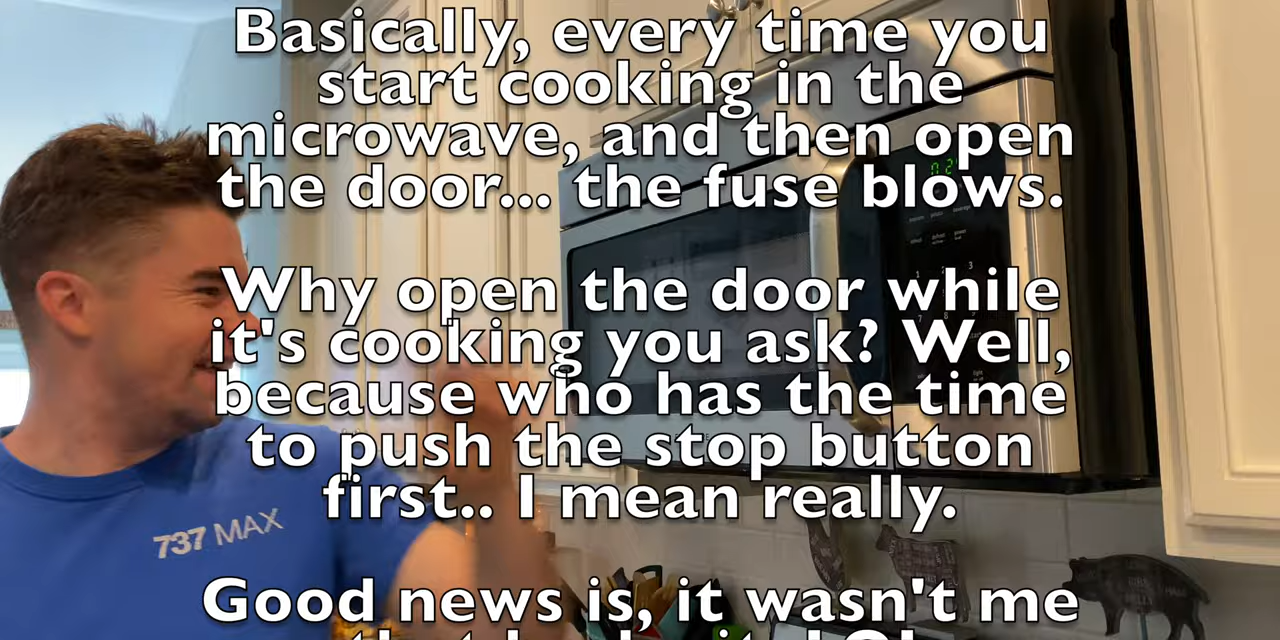 Basically, every time you
start cooking in the
microwave, and then open
the door... the fuse blows.
Why open the door while
it's cooking you ask? Well,
because who has the time
to push the stop button
first.. I mean really.
Good news is, it wasn't me
737 MAX